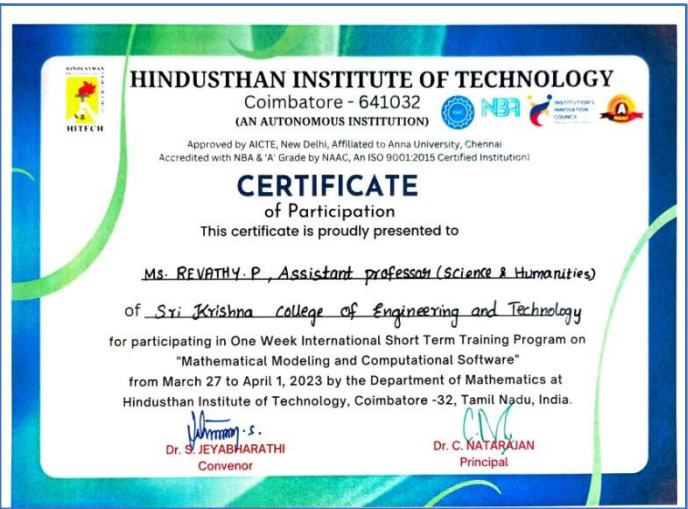 HINDUSTHAN
HITECH
HINDUSTHAN INSTITUTE OF TECHNOLOGY
Coimbatore - 641032
(AN AUTONOMOUS INSTITUTION)
NBA
INSTITUTION'S
INNOVATION
COUNCIL
A
NAAC
Approved by AICTE, New Delhi, Affiliated to Anna University, Chennai
Accredited with NBA & 'A' Grade by NAAC, An ISO 9001:2015 Certified Institution)
CERTIFICATE
of Participation
This certificate is proudly presented to
Ms. REVATHY. P, Assistant professor (Science & Humanities)
of Sri Krishna College of Engineering and Technology
for participating in One Week International Short Term Training Program on
"Mathematical Modeling and Computational Software"
from March 27 to April 1, 2023 by the Department of Mathematics at
Hindusthan Institute of Technology, Coimbatore -32, Tamil Nadu, India.
Dr. S. JEYABHARATHI
Convenor
Dr. C. NATARAJAN
Principal